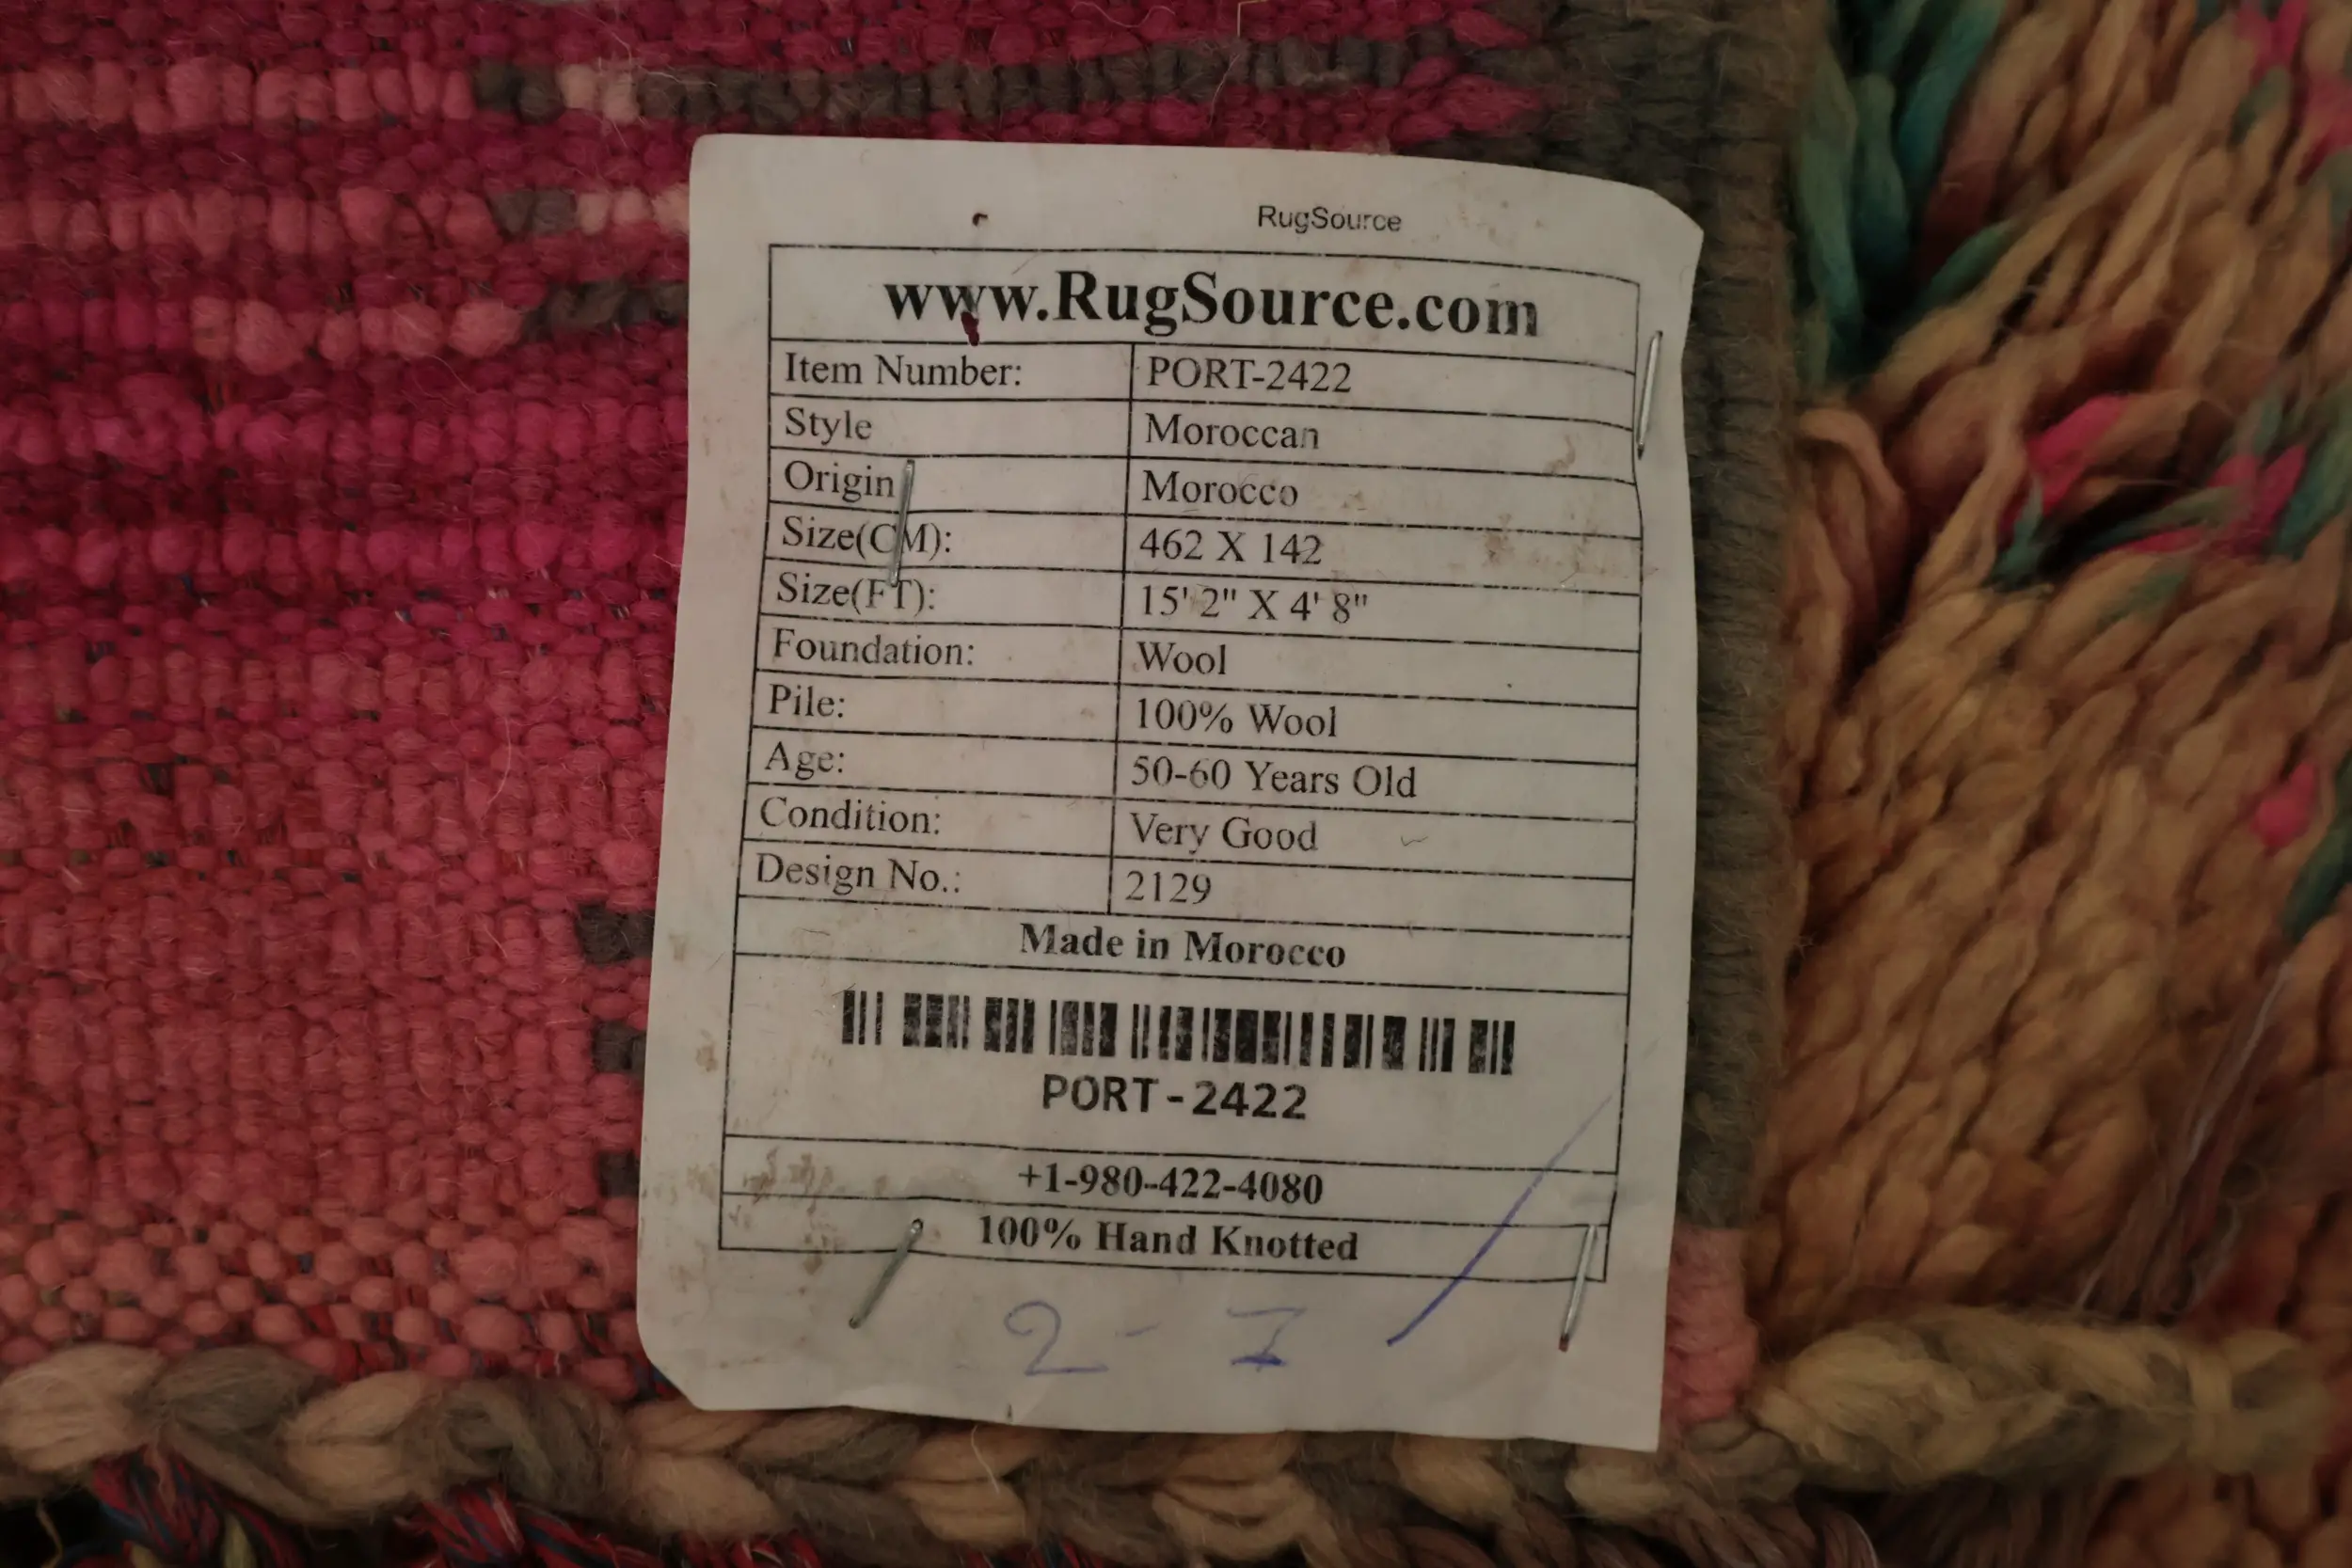 RugSource
www.RugSource.com
Item Number: PORT-2422
Style Moroccan
Origin Morocco
Size(CM): 462 X 142
Size(FT): 15' 2" X 4' 8"
Foundation: Wool
Pile: 100% Wool
Age: 50-60 Years Old
Condition: Very Good
Design No.: 2129
Made in Morocco
PORT-2422
+1-980-422-4080
100% Hand Knotted
2 - 7